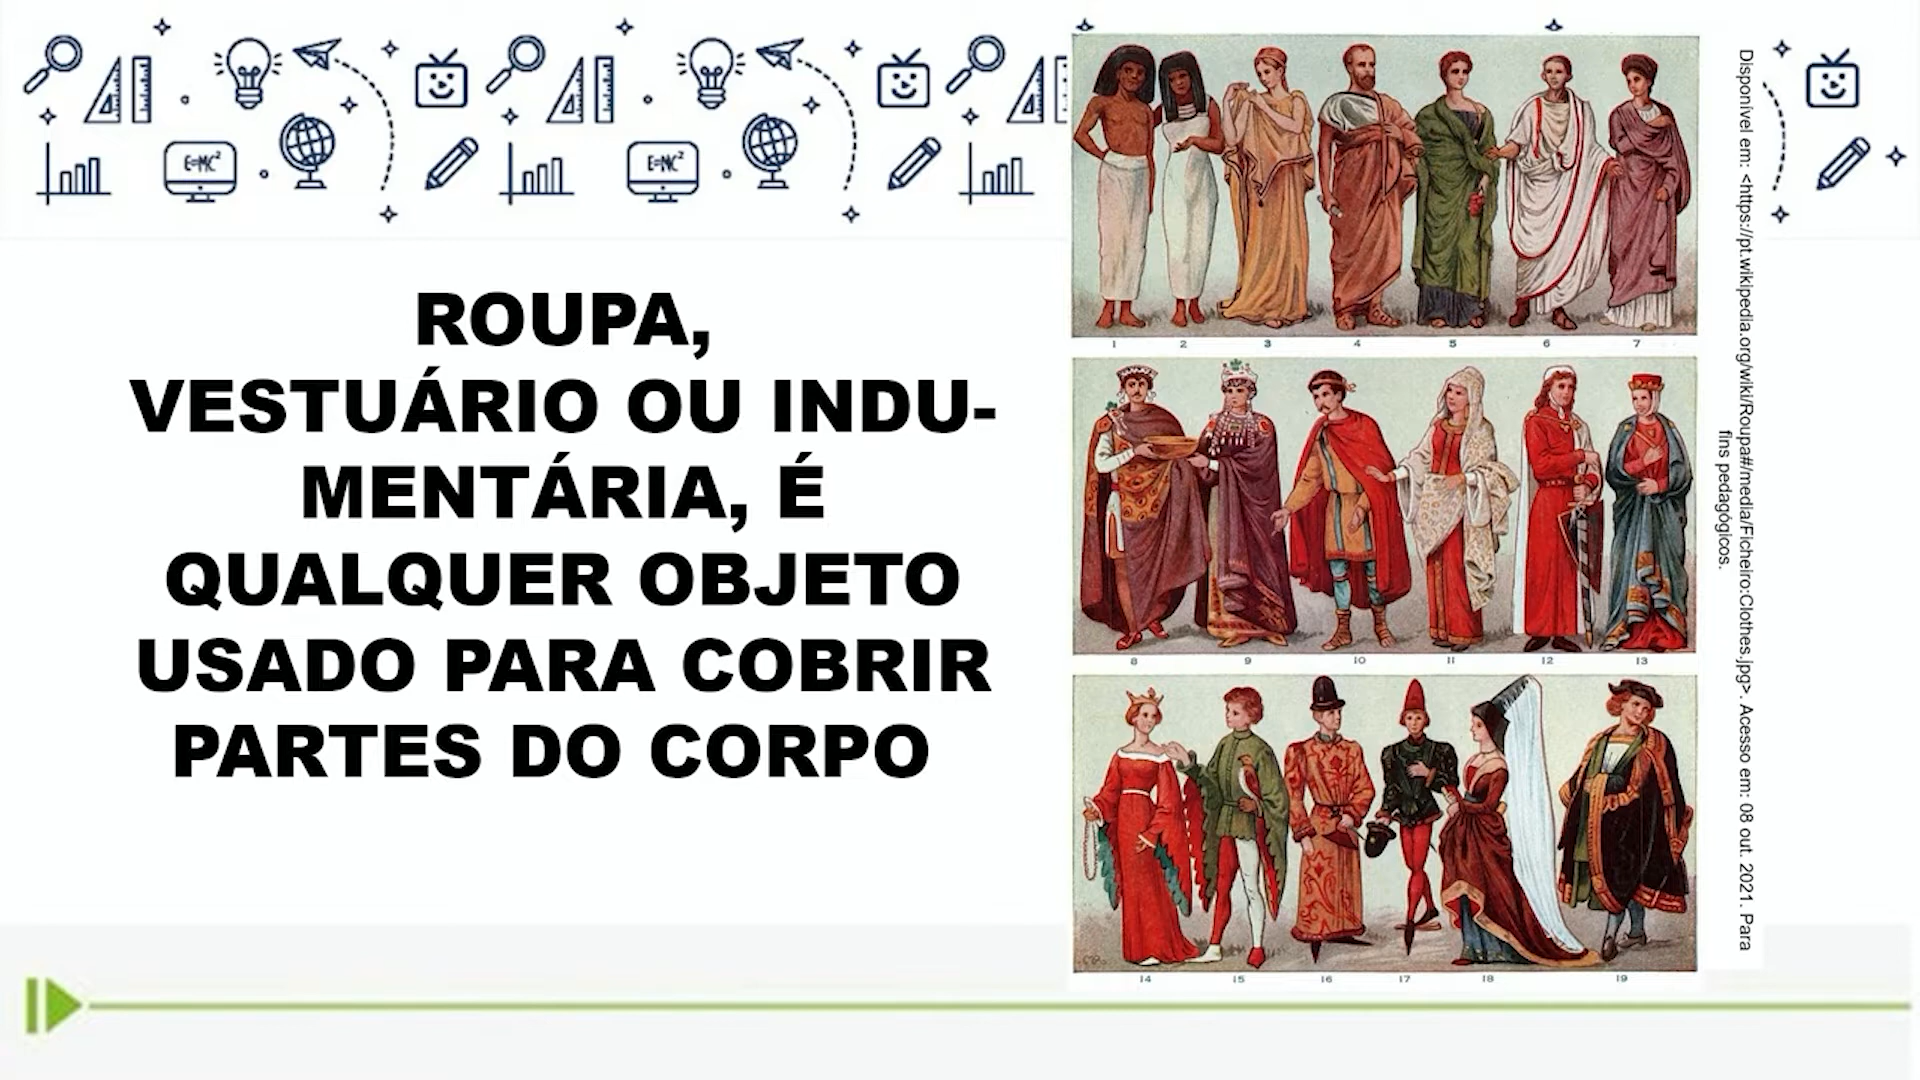 E=MC²
E=MC²
ROUPA,
VESTUÁRIO OU INDU-
MENTÁRIA, É
QUALQUER OBJETO
USADO PARA COBRIR
PARTES DO CORPO
1 2 3 4 5 6 7
8 9 10 11 12 13
14 15 16 17 18 19
Disponível em: <https://pt.wikipedia.org/wiki/Roupa#/media/Ficheiro:Clothes.jpg>. Acesso em: 08 out. 2021. Para
fins pedagógicos.